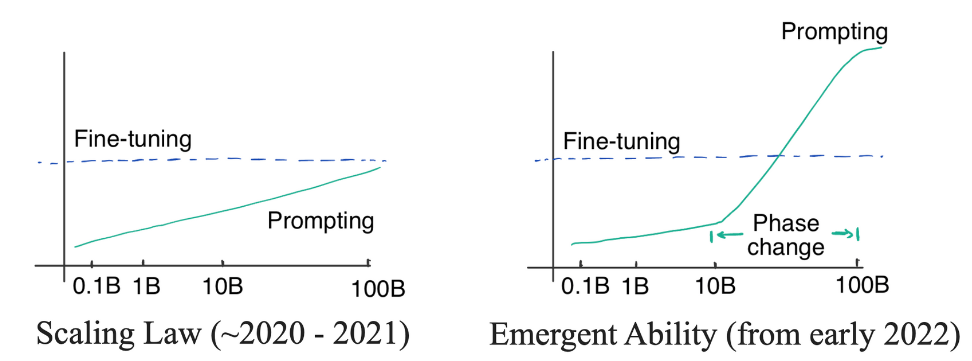 Fine-tuning
Prompting
0.1B 1B 10B 100B
Scaling Law (~2020 - 2021)
Prompting
Fine-tuning
Phase
change
0.1B 1B 10B 100B
Emergent Ability (from early 2022)